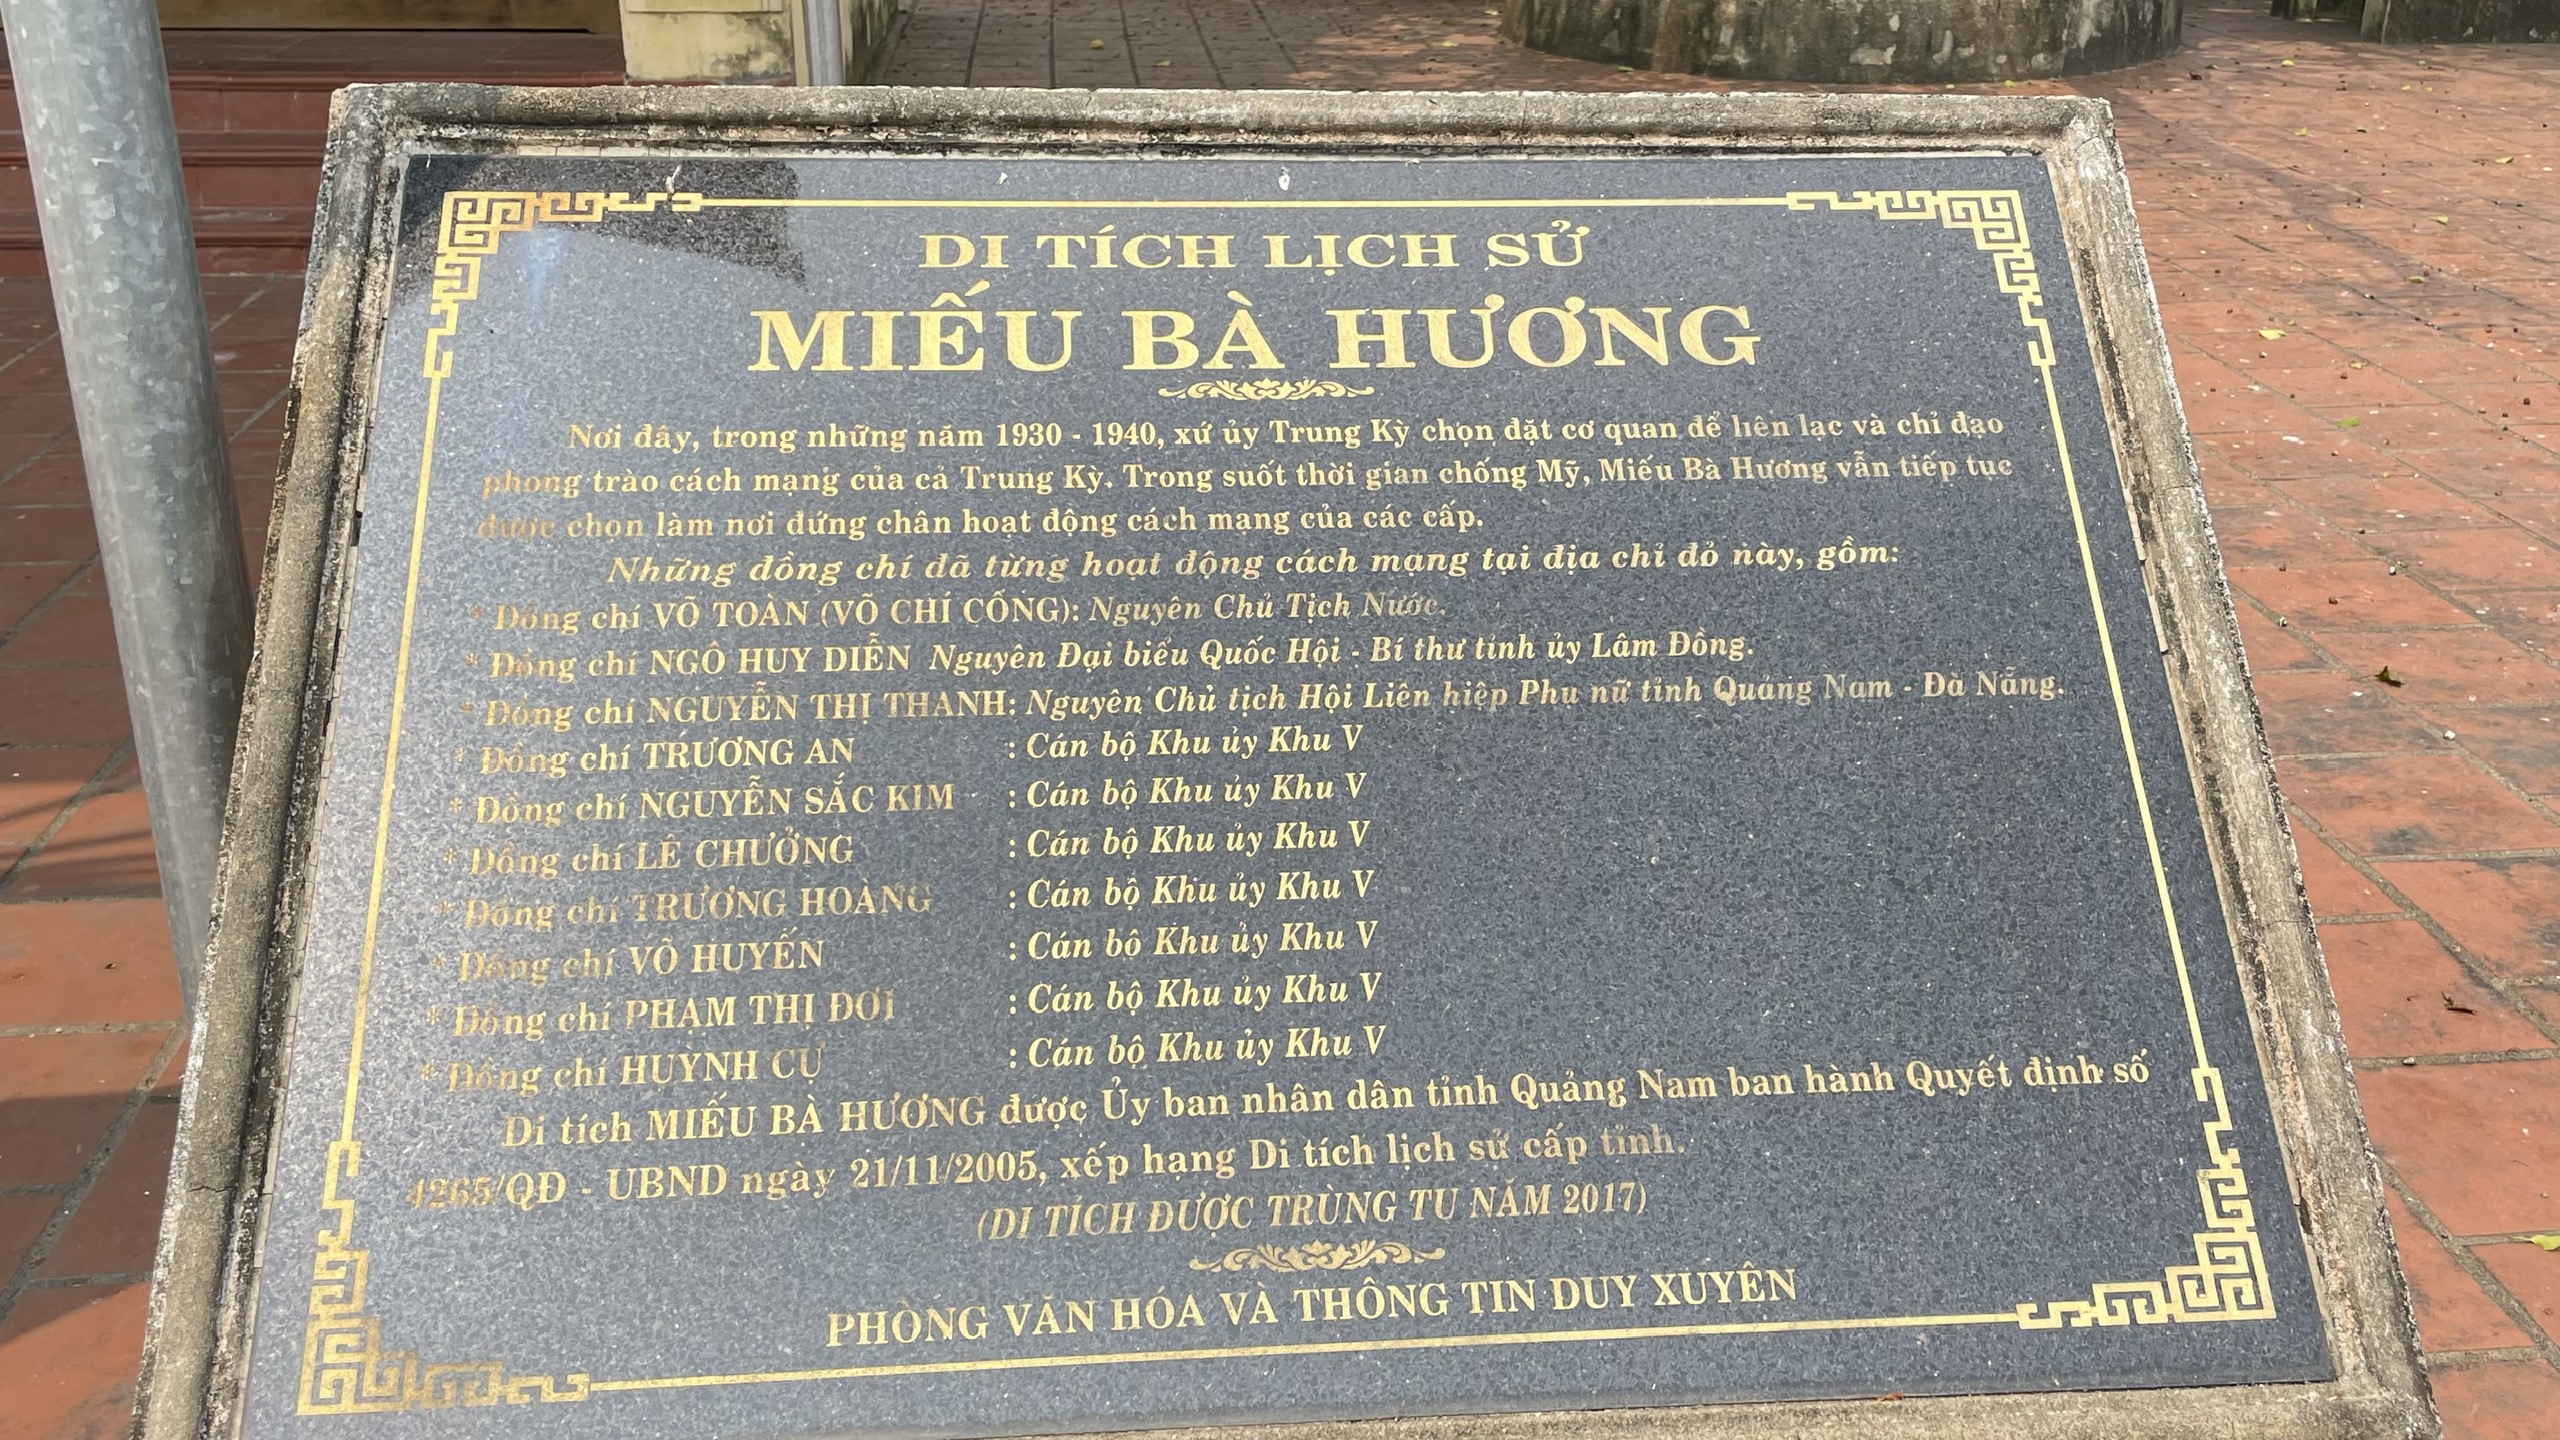 DI TÍCH LỊCH SỬ
MIẾU BÀ HƯƠNG
Nơi đây, trong những năm 1930 - 1940, xứ ủy Trung Kỳ chọn đặt cơ quan để liên lạc và chỉ đạo
phong trào cách mạng của cả Trung Kỳ. Trong suốt thời gian chống Mỹ, Miếu Bà Hương vẫn tiếp tục
được chọn làm nơi đứng chân hoạt động cách mạng của các cấp.
Những đồng chí đã từng hoạt động cách mạng tại địa chỉ đỏ này, gồm:
* Đồng chí VÕ TOÀN (VÕ CHÍ CÔNG): Nguyên Chủ Tịch Nước.
* Đồng chí NGÔ HUY DIỄN Nguyên Đại biểu Quốc Hội - Bí thư tỉnh ủy Lâm Đồng.
* Đồng chí NGUYỄN THỊ THANH: Nguyên Chủ tịch Hội Liên hiệp Phụ nữ tỉnh Quảng Nam - Đà Nẵng.
* Đồng chí TRƯƠNG AN : Cán bộ Khu ủy Khu V
* Đồng chí NGUYỄN SẮC KIM : Cán bộ Khu ủy Khu V
* Đồng chí LÊ CHƯỞNG : Cán bộ Khu ủy Khu V
* Đồng chí TRƯƠNG HOÀNG : Cán bộ Khu ủy Khu V
* Đồng chí VÕ HUYẾN : Cán bộ Khu ủy Khu V
* Đồng chí PHẠM THỊ ĐỢI : Cán bộ Khu ủy Khu V
* Đồng chí HUỲNH CỰ : Cán bộ Khu ủy Khu V
Di tích MIẾU BÀ HƯƠNG được Ủy ban nhân dân tỉnh Quảng Nam ban hành Quyết định số
4265/QĐ - UBND ngày 21/11/2005, xếp hạng Di tích lịch sử cấp tỉnh.
(DI TÍCH ĐƯỢC TRÙNG TU NĂM 2017)
PHÒNG VĂN HÓA VÀ THÔNG TIN DUY XUYÊN